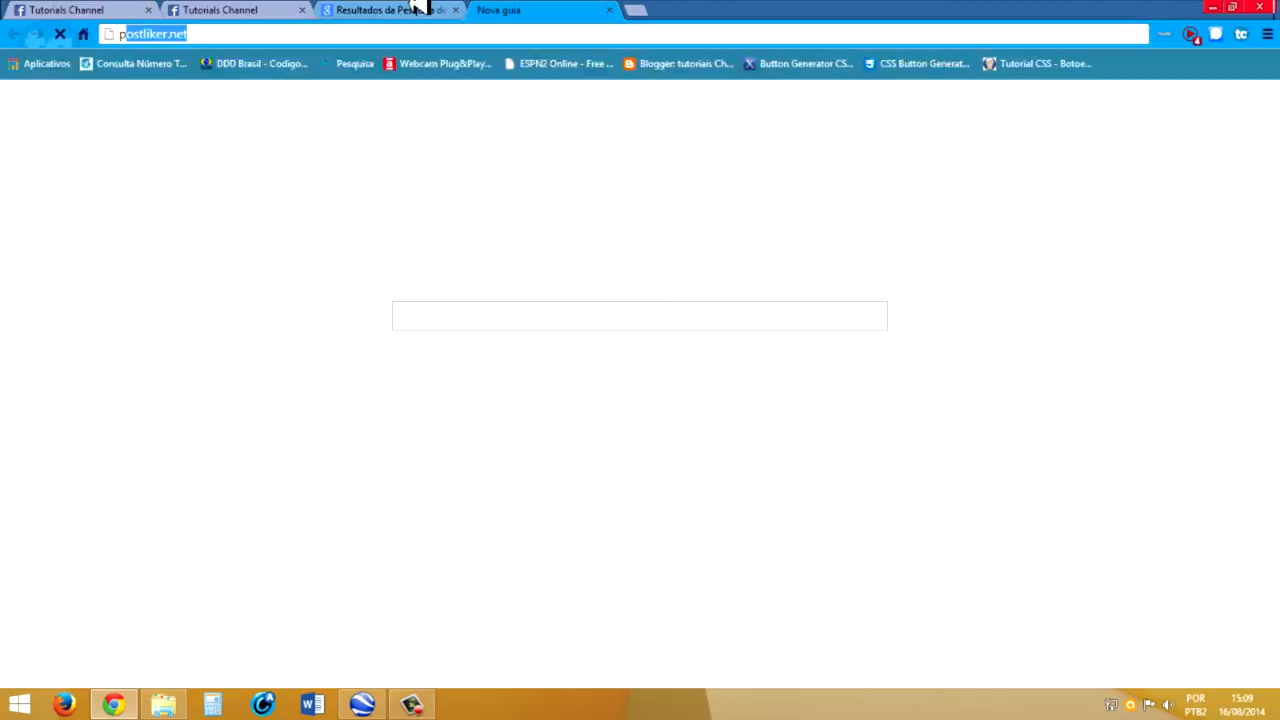 Tutorials Channel
Tutorials Channel
Resultados da Pes
Nova guia
postliker.net
Aplicativos
Consulta Número T...
DDD Brasil - Codigo...
Pesquisa
Webcam Plug&Play...
ESPN2 Online - Free ...
Blogger: tutoriais Ch...
Button Generator CS...
CSS Button Generat...
Tutorial CSS - Botoe...
POR
15:09
PTB2
16/08/2014